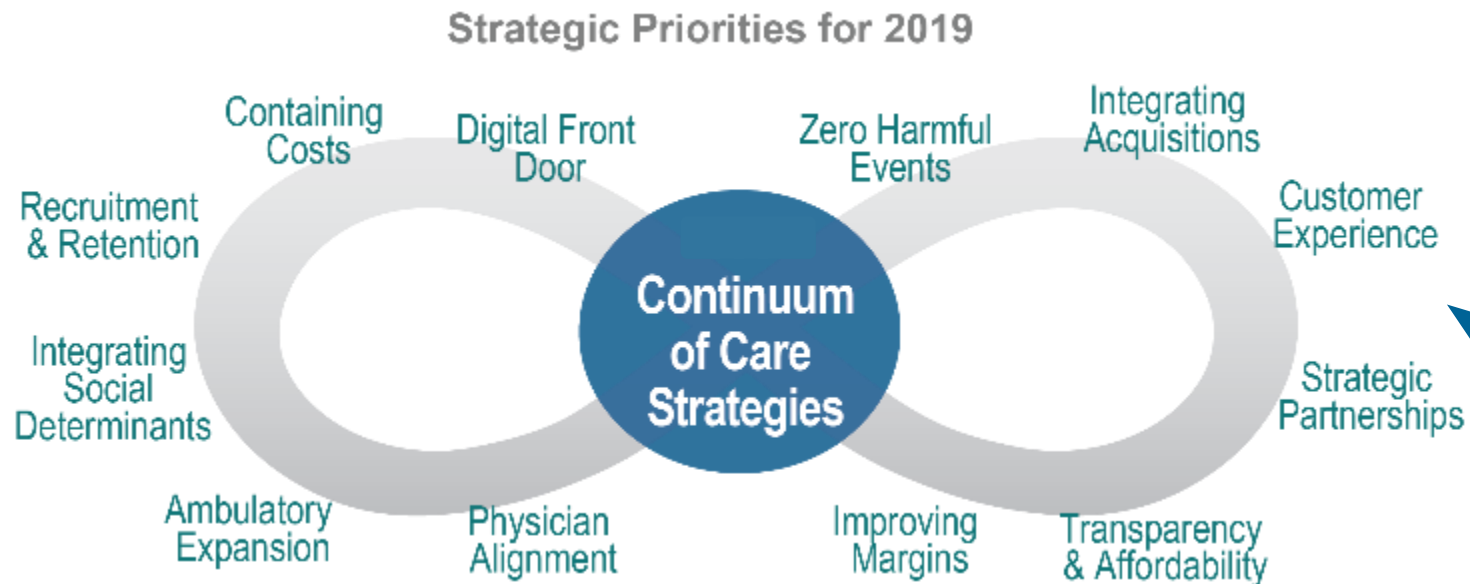 Strategic Priorities for 2019
Containing
Costs
Digital Front
Door
Zero Harmful
Events
Integrating
Acquisitions
Recruitment
& Retention
Customer
Experience
Continuum
of Care
Strategies
Integrating
Social
Determinants
Strategic
Partnerships
Ambulatory
Expansion
Physician
Alignment
Improving
Margins
Transparency
& Affordability